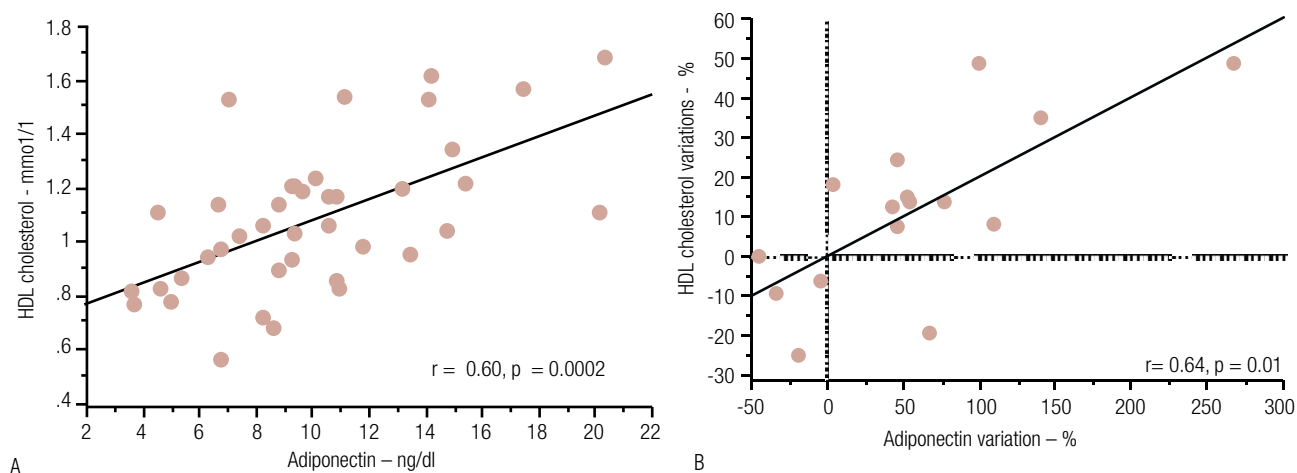 1.8
1.6
1.4
1.2
1
.8
.6
.4
HDL cholesterol - mmo1/1
r = 0.60, p = 0.0002
2 4 6 8 10 12 14 16 18 20 22
Adiponectin – ng/dl
A
60
50
40
30
20
10
0
-10
-20
-30
HDL cholesterol variations - %
r= 0.64, p = 0.01
-50 0 50 100 150 200 250 300
Adiponectin variation – %
B